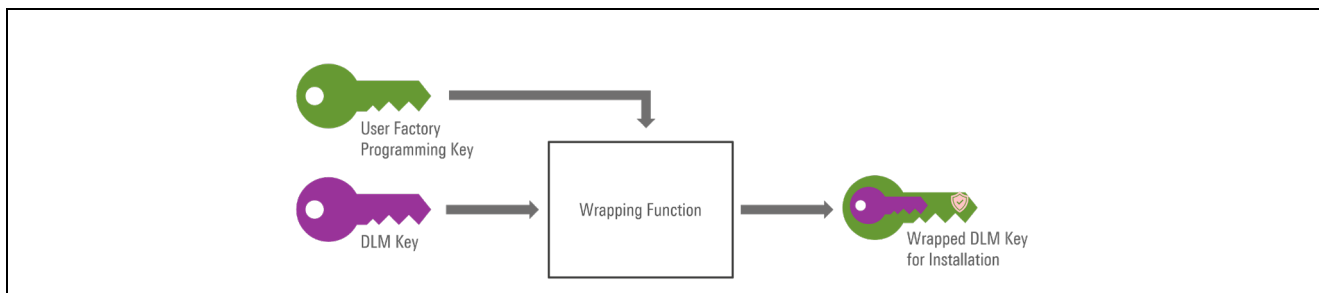 User Factory
Programming Key
DLM Key
Wrapping Function
Wrapped DLM Key
for Installation